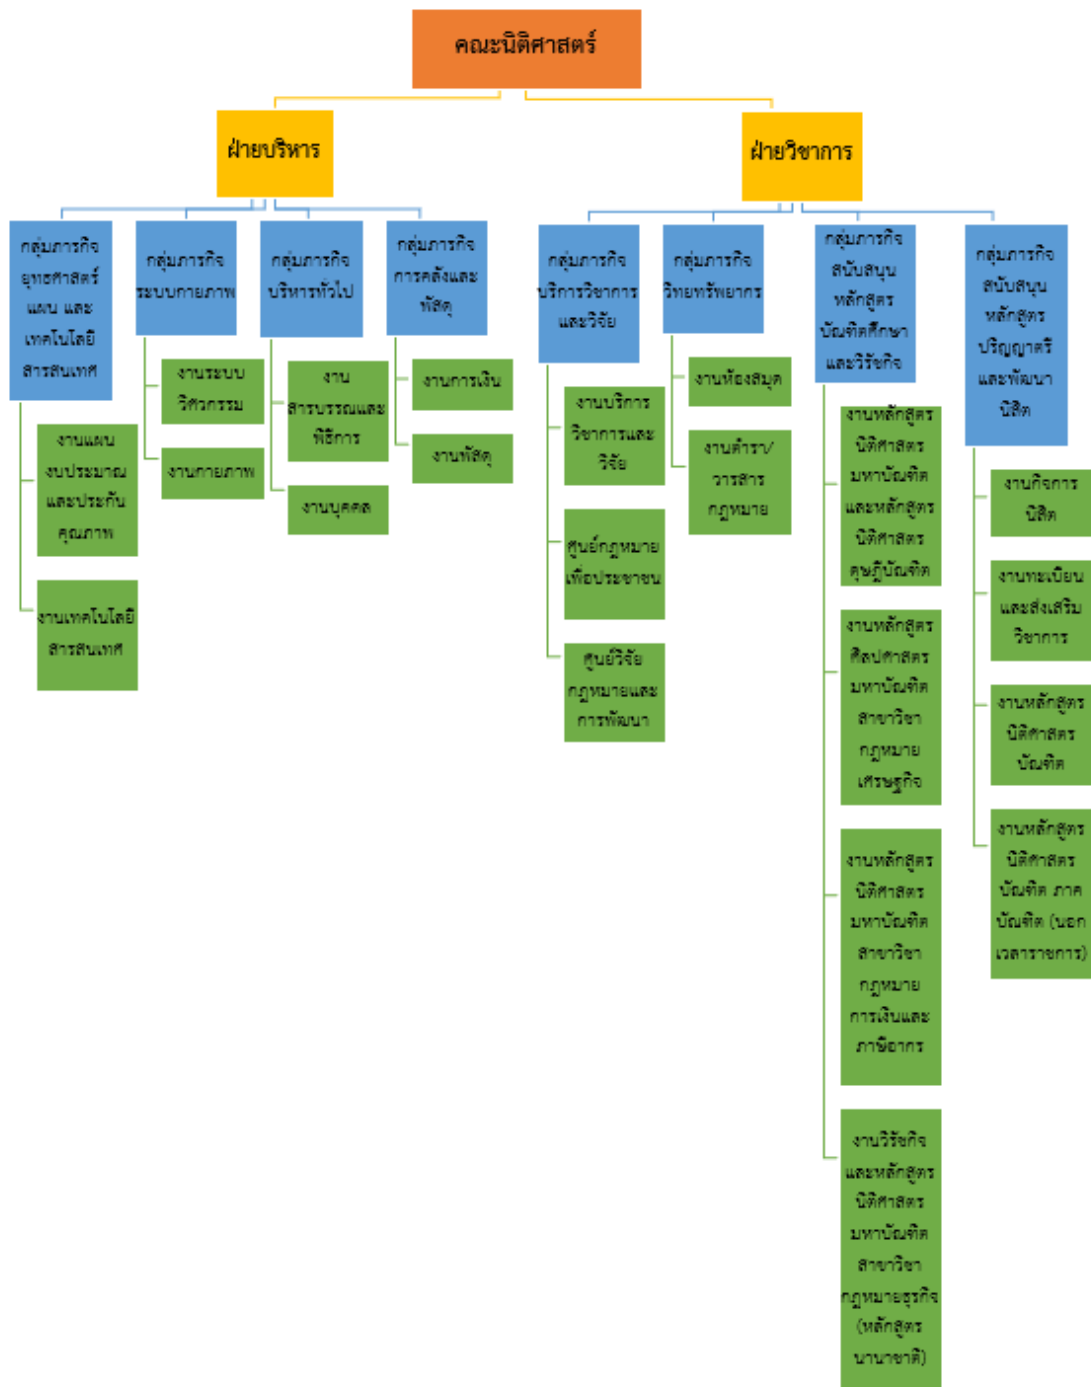 คณะนิติศาสตร์
ฝ่ายบริหาร
ฝ่ายวิชาการ
กลุ่มภารกิจ
ยุทธศาสตร์
แผน และ
เทคโนโลยี
สารสนเทศ
งานแผน
งบประมาณ
และประกัน
คุณภาพ
งานเทคโนโลยี
สารสนเทศ
กลุ่มภารกิจ
ระบบกายภาพ
งานระบบ
วิศวกรรม
งานกายภาพ
กลุ่มภารกิจ
บริหารทั่วไป
งาน
สารบรรณและ
พิธีการ
งานบุคคล
กลุ่มภารกิจ
การคลังและ
พัสดุ
งานการเงิน
งานพัสดุ
กลุ่มภารกิจ
บริการวิชาการ
และวิจัย
งานบริการ
วิชาการและ
วิจัย
ศูนย์กฎหมาย
เพื่อประชาชน
ศูนย์วิจัย
กฎหมายและ
การพัฒนา
กลุ่มภารกิจ
วิทยทรัพยากร
งานห้องสมุด
งานตำรา/
วารสาร
กฎหมาย
กลุ่มภารกิจ
สนับสนุน
หลักสูตร
บัณฑิตศึกษา
และวิรัชกิจ
งานหลักสูตร
นิติศาสตร
มหาบัณฑิต
และหลักสูตร
นิติศาสตร
ดุษฎีบัณฑิต
งานหลักสูตร
ศิลปศาสตร
มหาบัณฑิต
สาขาวิชา
กฎหมาย
เศรษฐกิจ
งานหลักสูตร
นิติศาสตร
มหาบัณฑิต
สาขาวิชา
กฎหมาย
การเงินและ
ภาษีอากร
งานวิรัชกิจ
และหลักสูตร
นิติศาสตร
มหาบัณฑิต
สาขาวิชา
กฎหมายธุรกิจ
(หลักสูตร
นานาชาติ)
กลุ่มภารกิจ
สนับสนุน
หลักสูตร
ปริญญาตรี
และพัฒนา
นิสิต
งานกิจการ
นิสิต
งานทะเบียน
และส่งเสริม
วิชาการ
งานหลักสูตร
นิติศาสตร
บัณฑิต
งานหลักสูตร
นิติศาสตร
บัณฑิต ภาค
บัณฑิต (นอก
เวลาราชการ)